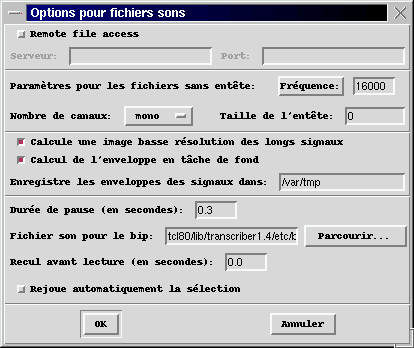 Options pour fichiers sons
Remote file access
Serveur: Port:
Paramètres pour les fichiers sans entête: Fréquence: 16000
Nombre de canaux: mono Taille de l'entête: 0
Calcule une image basse résolution des longs signaux
Calcul de l'enveloppe en tâche de fond
Enregistre les enveloppes des signaux dans: /var/tmp
Durée de pause (en secondes): 0.3
Fichier son pour le bip: tcl80/lib/transcriber1.4/etc/b Parcourir...
Recul avant lecture (en secondes): 0.0
Rejoue automatiquement la sélection
OK Annuler